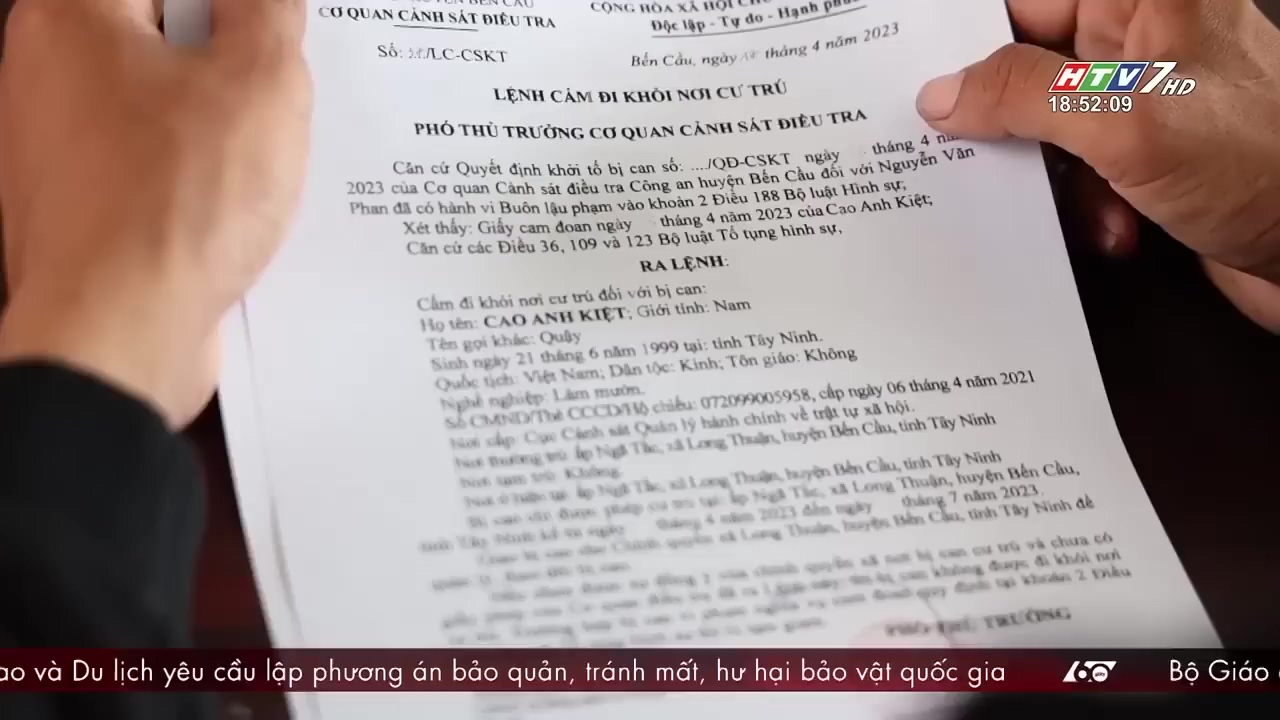 CƠ QUAN CẢNH SÁT ĐIỀU TRA
CỘNG HÒA XÃ HỘI
Độc lập - Tự do - Hạnh phúc
Số: /LC-CSKT
Bến Cầu, ngày tháng 4 năm 2023
HTV7 HD
18:52:09
LỆNH CẤM ĐI KHỎI NƠI CƯ TRÚ
PHÓ THỦ TRƯỞNG CƠ QUAN CẢNH SÁT ĐIỀU TRA
Căn cứ Quyết định khởi tố bị can số: ..../QĐ-CSKT ngày tháng 4 năm
2023 của Cơ quan Cảnh sát điều tra Công an huyện Bến Cầu đối với Nguyễn Văn
Phan đã có hành vi Buôn lậu phạm vào khoản 2 Điều 188 Bộ luật Hình sự;
Xét thấy: Giấy cam đoan ngày tháng 4 năm 2023 của Cao Anh Kiệt;
Căn cứ các Điều 36, 109 và 123 Bộ luật Tố tụng hình sự,
RA LỆNH:
Cấm đi khỏi nơi cư trú đối với bị can:
Họ tên: CAO ANH KIỆT; Giới tính: Nam
Tên gọi khác: Quậy
Sinh ngày 21 tháng 6 năm 1999 tại: tỉnh Tây Ninh.
Quốc tịch: Việt Nam; Dân tộc: Kinh; Tôn giáo: Không
Nghề nghiệp: Làm mướn.
Số CMND/Thẻ CCCD/Hộ chiếu: 072099005958, cấp ngày 06 tháng 4 năm 2021
Nơi cấp: Cục Cảnh sát Quản lý hành chính về trật tự xã hội.
Nơi thường trú: ấp Ngã Tắc, xã Long Thuận, huyện Bến Cầu, tỉnh Tây Ninh
Nơi tạm trú: Không.
Nơi ở hiện tại: ấp Ngã Tắc, xã Long Thuận, huyện Bến Cầu, tỉnh Tây Ninh
Bị can chỉ được phép cư trú tại: ấp Ngã Tắc, xã Long Thuận, huyện Bến Cầu,
tỉnh Tây Ninh kể từ ngày tháng 4 năm 2023 đến ngày tháng 7 năm 2023.
Giao bị can cho Chính quyền xã Long Thuận, huyện Bến Cầu, tỉnh Tây Ninh để
chính quyền xã nơi bị can cư trú và chưa có
bị can không được đi khỏi nơi
quy định tại khoản 2 Điều
PHÓ THỦ TRƯỞNG
ao và Du lịch yêu cầu lập phương án bảo quản, tránh mất, hư hại bảo vật quốc gia
60 giây
Bộ Giáo